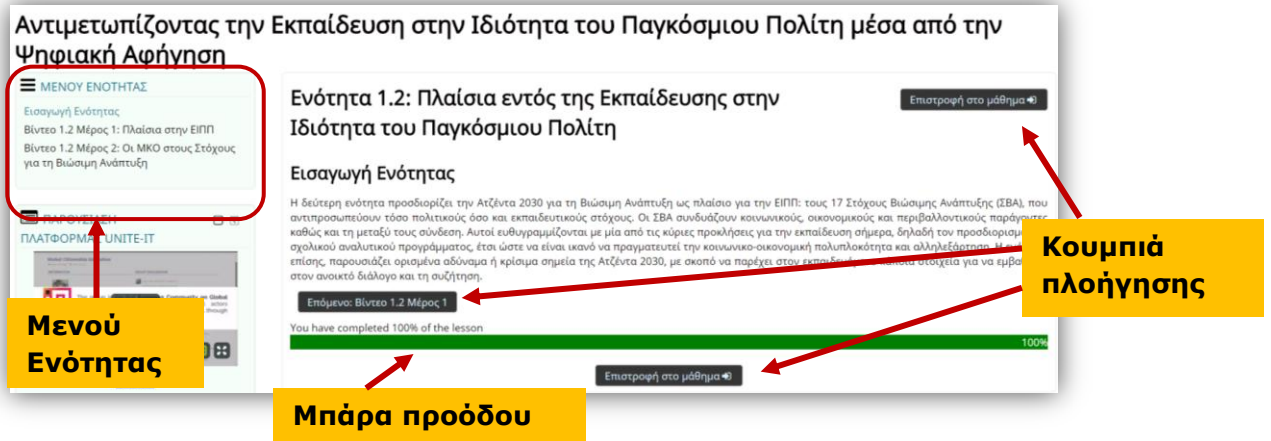 Αντιμετωπίζοντας την Εκπαίδευση στην Ιδιότητα του Παγκόσμιου Πολίτη μέσα από την
Ψηφιακή Αφήγηση
ΜΕΝΟΥ ΕΝΟΤΗΤΑΣ
Εισαγωγή Ενότητας
Βίντεο 1.2 Μέρος 1: Πλαίσια στην ΕΙΠΠ
Βίντεο 1.2 Μέρος 2: Οι ΜΚΟ στους Στόχους
για τη Βιώσιμη Ανάπτυξη
ΠΑΡΟΥΣΙΑΣΗ
ΠΛΑΤΦΟΡΜΑΣ UNITE-IT
Μενού
Ενότητας
Ενότητα 1.2: Πλαίσια εντός της Εκπαίδευσης στην
Ιδιότητα του Παγκόσμιου Πολίτη
Επιστροφή στο μάθημα
Εισαγωγή Ενότητας
Η δεύτερη ενότητα προσδιορίζει την Ατζέντα 2030 για τη Βιώσιμη Ανάπτυξη ως πλαίσιο για την ΕΙΠΠ: τους 17 Στόχους Βιώσιμης Ανάπτυξης (ΣΒΑ), που
αντιπροσωπεύουν τόσο πολιτικούς όσο και εκπαιδευτικούς στόχους. Οι ΣΒΑ συνδυάζουν κοινωνικούς, οικονομικούς και περιβαλλοντικούς παράγοντες
καθώς και τη μεταξύ τους σύνδεση. Αυτοί ευθυγραμμίζονται με μία από τις κύριες προκλήσεις για την εκπαίδευση σήμερα, δηλαδή τον
σχολικού αναλυτικού προγράμματος, έτσι ώστε να είναι ικανό να πραγματευτεί την κοινωνικο-οικονομική πολυπλοκότητα και αλληλεξάρτηση.
επίσης, παρουσιάζει ορισμένα αδύναμα ή κρίσιμα σημεία της Ατζέντα 2030, με σκοπό να παρέχει στον στοιχεία για να
στον ανοικτό διάλογο και τη συζήτηση.
Κουμπιά
πλοήγησης
Επόμενο: Βίντεο 1.2 Μέρος 1
You have completed 100% of the lesson
100%
Επιστροφή στο μάθημα
Μπάρα προόδου